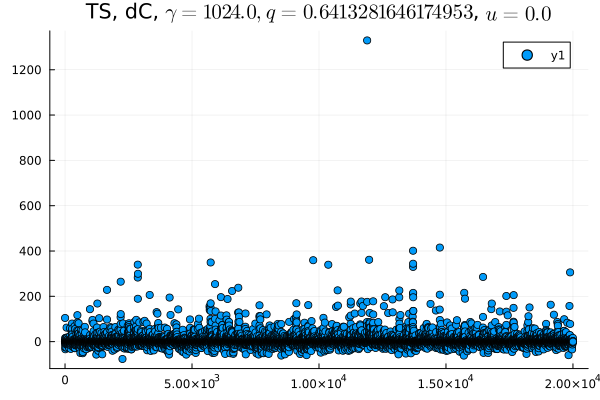 TS, dC, γ = 1024.0, q = 0.6413281646174953, u = 0.0
y1
1200
1000
800
600
400
200
0
0 5.00×10³ 1.00×10⁴ 1.50×10⁴ 2.00×10⁴